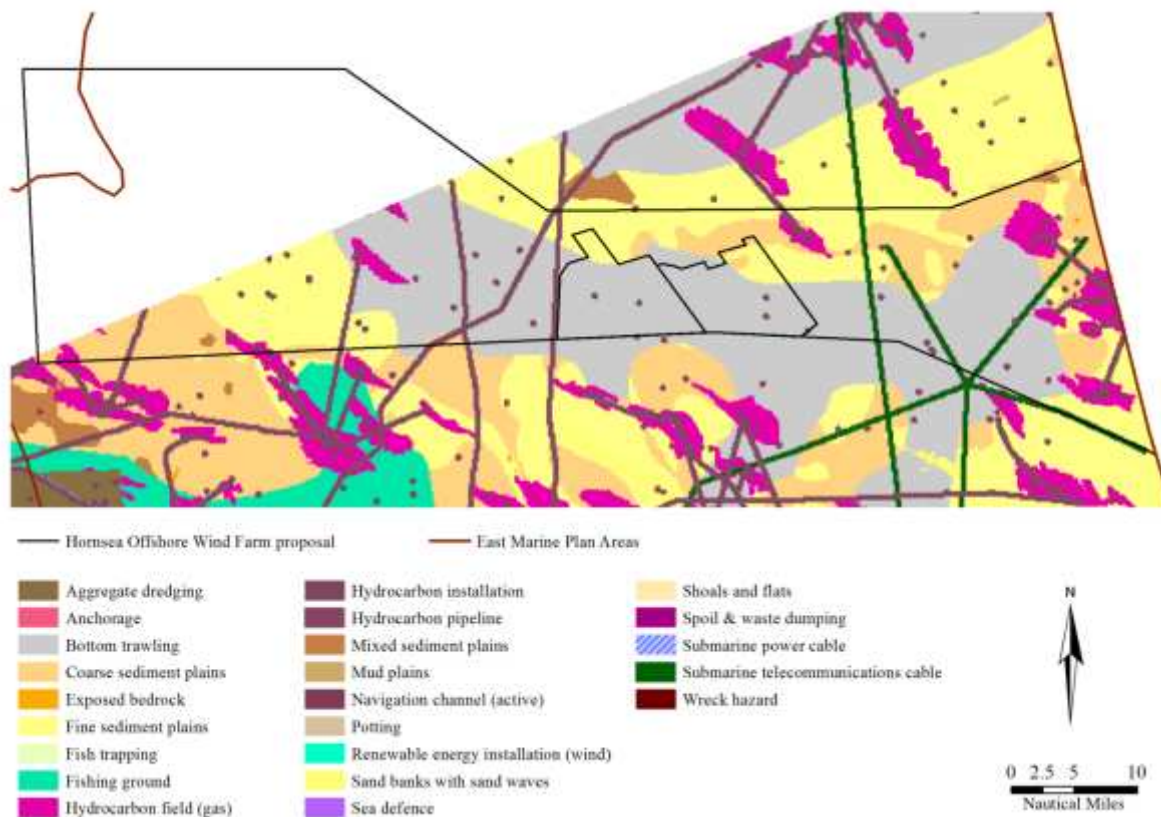 Hornsea Offshore Wind Farm proposal
East Marine Plan Areas
Aggregate dredging
Anchorage
Bottom trawling
Coarse sediment plains
Exposed bedrock
Fine sediment plains
Fish trapping
Fishing ground
Hydrocarbon field (gas)
Hydrocarbon installation
Hydrocarbon pipeline
Mixed sediment plains
Mud plains
Navigation channel (active)
Potting
Renewable energy installation (wind)
Sand banks with sand waves
Sea defence
Shoals and flats
Spoil & waste dumping
Submarine power cable
Submarine telecommunications cable
Wreck hazard
N
0 2.5 5 10
Nautical Miles